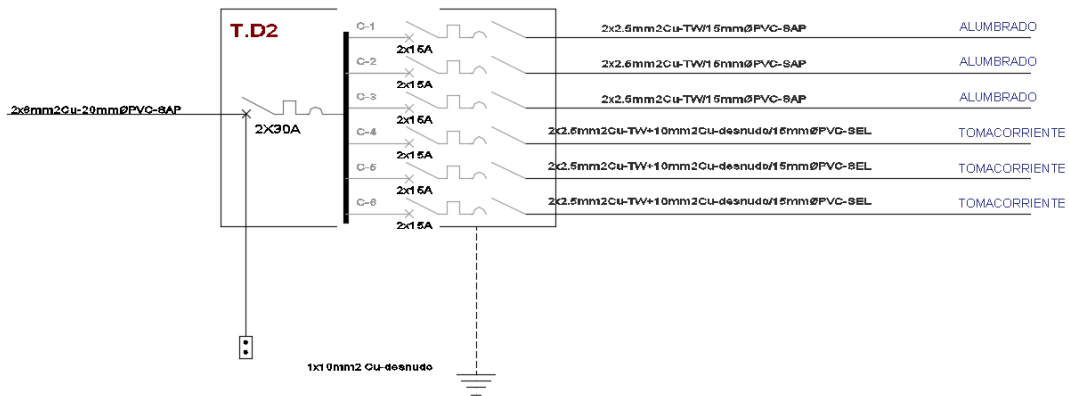 T.D2
C-1
2x15A
2x2.5mm2Cu-TW/15mmØPVC-SAP
ALUMBRADO
C-2
2x15A
2x2.5mm2Cu-TW/15mmØPVC-SAP
ALUMBRADO
C-3
2x15A
2x2.5mm2Cu-TW/15mmØPVC-SAP
ALUMBRADO
2x6mm2Cu-20mmØPVC-SAP
2X30A
C-4
2x15A
2x2.5mm2Cu-TW+10mm2Cu-desnudo/15mmØPVC-SEL
TOMACORRIENTE
C-5
2x15A
2x2.5mm2Cu-TW+10mm2Cu-desnudo/15mmØPVC-SEL
TOMACORRIENTE
C-6
2x15A
2x2.5mm2Cu-TW+10mm2Cu-desnudo/15mmØPVC-SEL
TOMACORRIENTE
1x10mm2 Cu-desnudo